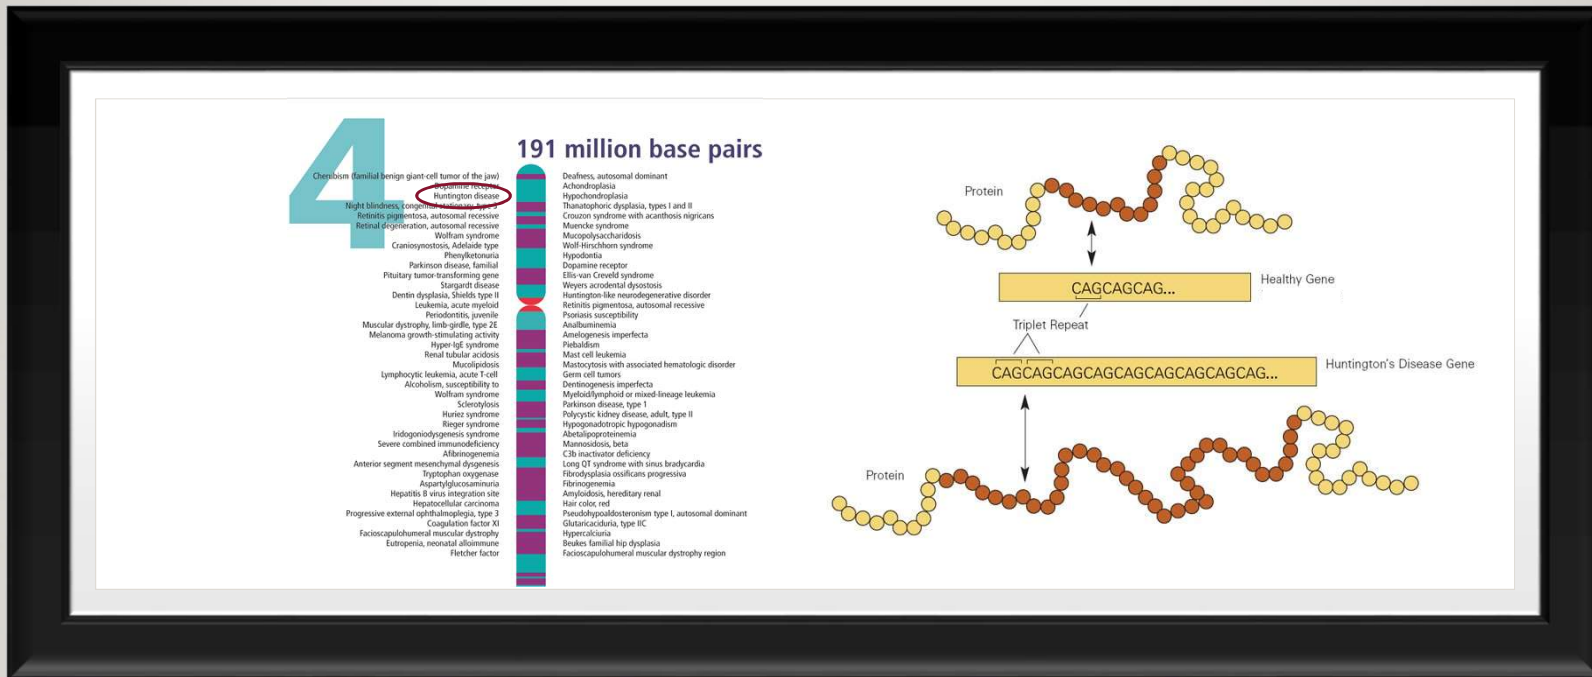 4
191 million base pairs
Cherubism (familial benign giant-cell tumor of the jaw)
Dopamine receptor
Huntington disease
Night blindness, congenital stationary, type 3
Retinitis pigmentosa, autosomal recessive
Retinal degeneration, autosomal recessive
Wolfram syndrome
Craniosynostosis, Adelaide type
Phenylketonuria
Parkinson disease, familial
Pituitary tumor-transforming gene
Stargardt disease
Dentin dysplasia, Shields type II
Leukemia, acute myeloid
Periodontitis, juvenile
Muscular dystrophy, limb-girdle, type 2E
Melanoma growth-stimulating activity
Hyper-IgE syndrome
Renal tubular acidosis
Mucolipidosis
Lymphocytic leukemia, acute T-cell
Alcoholism, susceptibility to
Wolfram syndrome
Sclerotylosis
Huriez syndrome
Rieger syndrome
Iridogoniodysgenesis syndrome
Severe combined immunodeficiency
Afibrinogenemia
Anterior segment mesenchymal dysgenesis
Tryptophan oxygenase
Aspartylglucosaminuria
Hepatitis B virus integration site
Hepatocellular carcinoma
Progressive external ophthalmoplegia, type 3
Coagulation factor XI
Facioscapulohumeral muscular dystrophy
Eutropenia, neonatal alloimmune
Fletcher factor
Deafness, autosomal dominant
Achondroplasia
Hypochondroplasia
Thanatophoric dysplasia, types I and II
Crouzon syndrome with acanthosis nigricans
Muencke syndrome
Mucopolysaccharidosis
Wolf-Hirschhorn syndrome
Hypodontia
Dopamine receptor
Ellis-van Creveld syndrome
Weyers acrodental dysostosis
Huntington-like neurodegenerative disorder
Retinitis pigmentosa, autosomal recessive
Psoriasis susceptibility
Analbuminemia
Amelogenesis imperfecta
Piebaldism
Mast cell leukemia
Mastocytosis with associated hematologic disorder
Germ cell tumors
Dentinogenesis imperfecta
Myeloid/lymphoid or mixed-lineage leukemia
Parkinson disease, type 1
Polycystic kidney disease, adult, type II
Hypogonadotropic hypogonadism
Abetalipoproteinemia
Mannosidosis, beta
C3b inactivator deficiency
Long QT syndrome with sinus bradycardia
Fibrodysplasia ossificans progressiva
Fibrinogenemia
Amyloidosis, hereditary renal
Hair color, red
Pseudohypoaldosteronism type I, autosomal dominant
Glutaricaciduria, type IIC
Hypercalciuria
Beukes familial hip dysplasia
Facioscapulohumeral muscular dystrophy region
Protein
CAGCAGCAG...
Healthy Gene
Triplet Repeat
CAGCAGCAGCAGCAGCAGCAGCAGCAG...
Huntington's Disease Gene
Protein